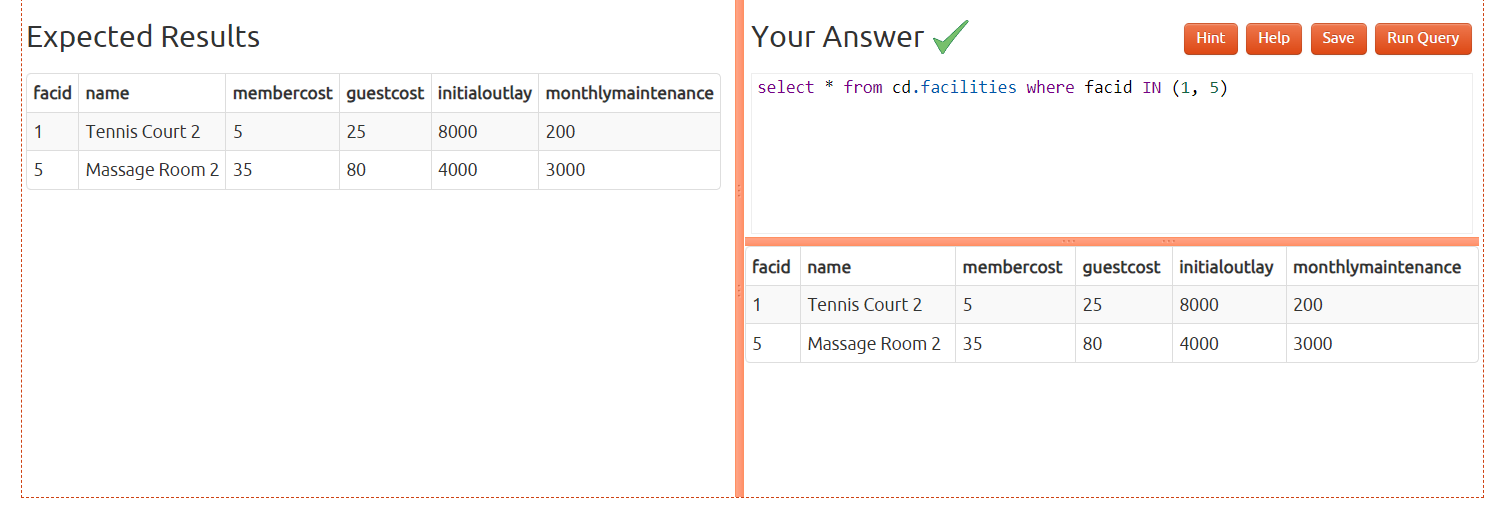 Expected Results
facid name membercost guestcost initialoutlay monthlymaintenance
1 Tennis Court 2 5 25 8000 200
5 Massage Room 2 35 80 4000 3000
Your Answer
Hint Help Save Run Query
select * from cd.facilities where facid IN (1, 5)
facid name membercost guestcost initialoutlay monthlymaintenance
1 Tennis Court 2 5 25 8000 200
5 Massage Room 2 35 80 4000 3000